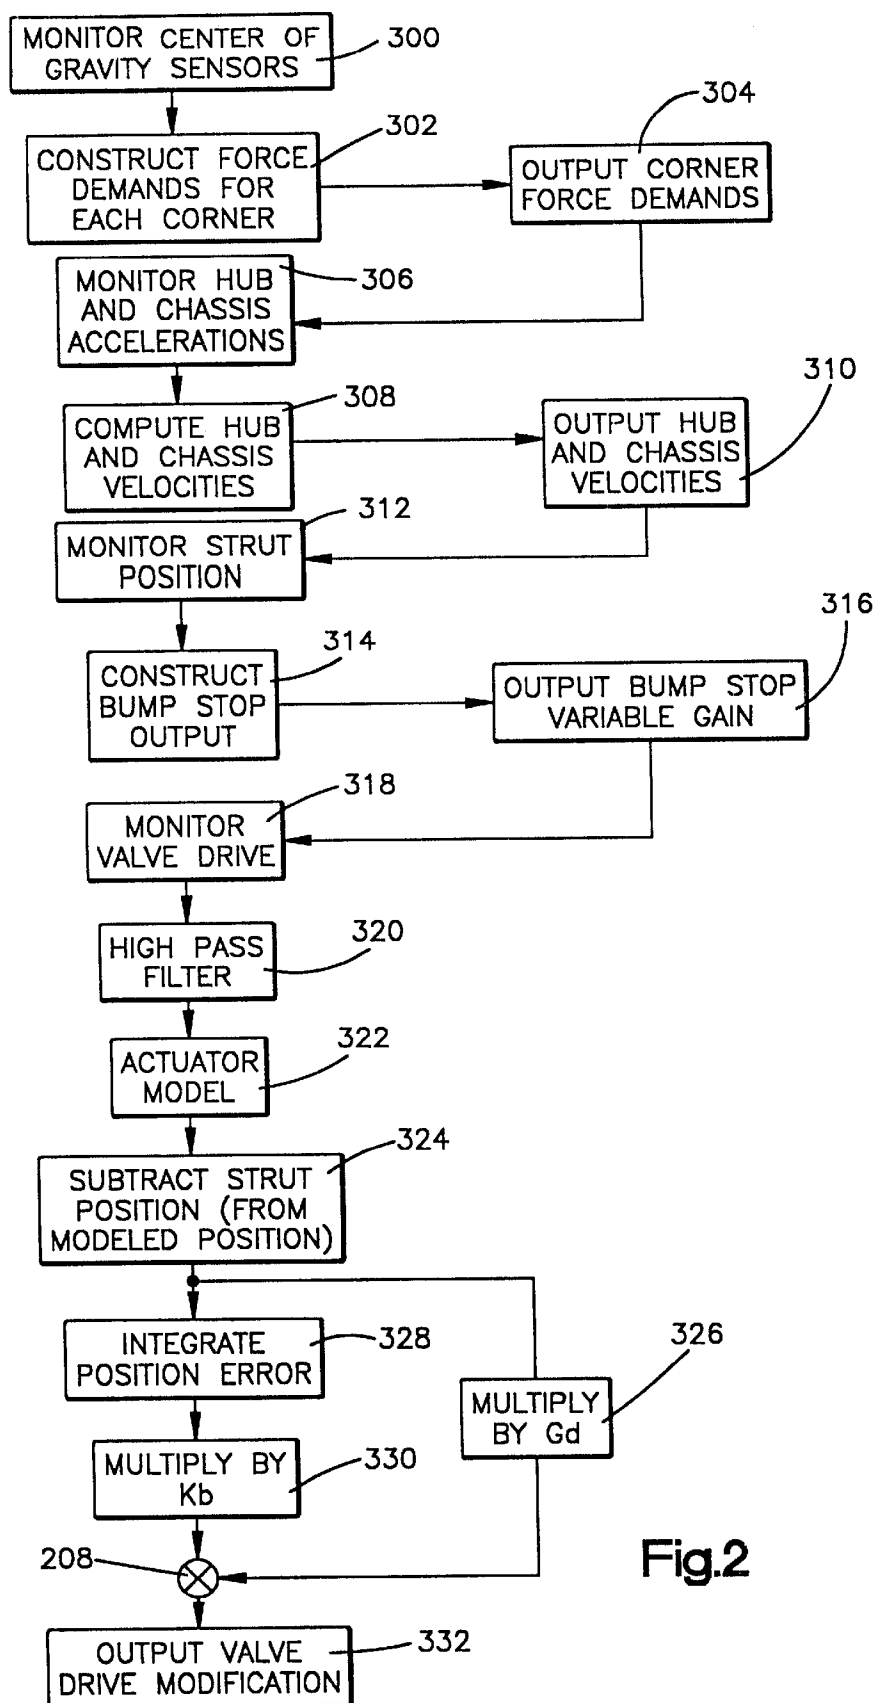 MONITOR CENTER OF
GRAVITY SENSORS
300
CONSTRUCT FORCE
DEMANDS FOR
EACH CORNER
302
OUTPUT CORNER
FORCE DEMANDS
304
MONITOR HUB
AND CHASSIS
ACCELERATIONS
306
COMPUTE HUB
AND CHASSIS
VELOCITIES
308
OUTPUT HUB
AND CHASSIS
VELOCITIES
310
MONITOR STRUT
POSITION
312
CONSTRUCT
BUMP STOP
OUTPUT
314
OUTPUT BUMP STOP
VARIABLE GAIN
316
MONITOR
VALVE DRIVE
318
HIGH PASS
FILTER
320
ACTUATOR
MODEL
322
SUBTRACT STRUT
POSITION (FROM
MODELED POSITION)
324
INTEGRATE
POSITION ERROR
328
MULTIPLY
BY Gd
326
MULTIPLY BY
Kb
330
208
OUTPUT VALVE
DRIVE MODIFICATION
332
Fig.2